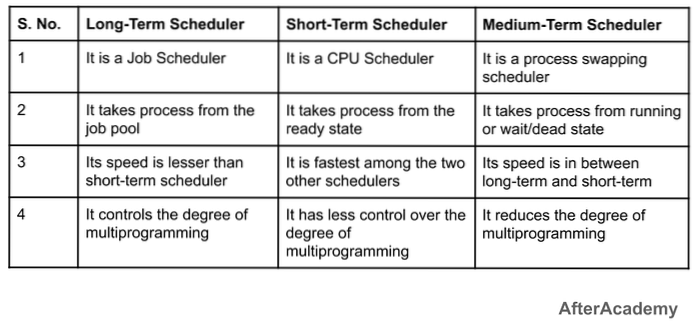 S. No. Long-Term Scheduler Short-Term Scheduler Medium-Term Scheduler
1 It is a Job Scheduler It is a CPU Scheduler It is a process swapping
scheduler
2 It takes process from the It takes process from the It takes process from running
job pool ready state or wait/dead state
3 Its speed is lesser than It is fastest among the two Its speed is in between
short-term scheduler other schedulers long-term and short-term
4 It controls the degree of It has less control over the It reduces the degree of
multiprogramming degree of multiprogramming
multiprogramming
AfterAcademy